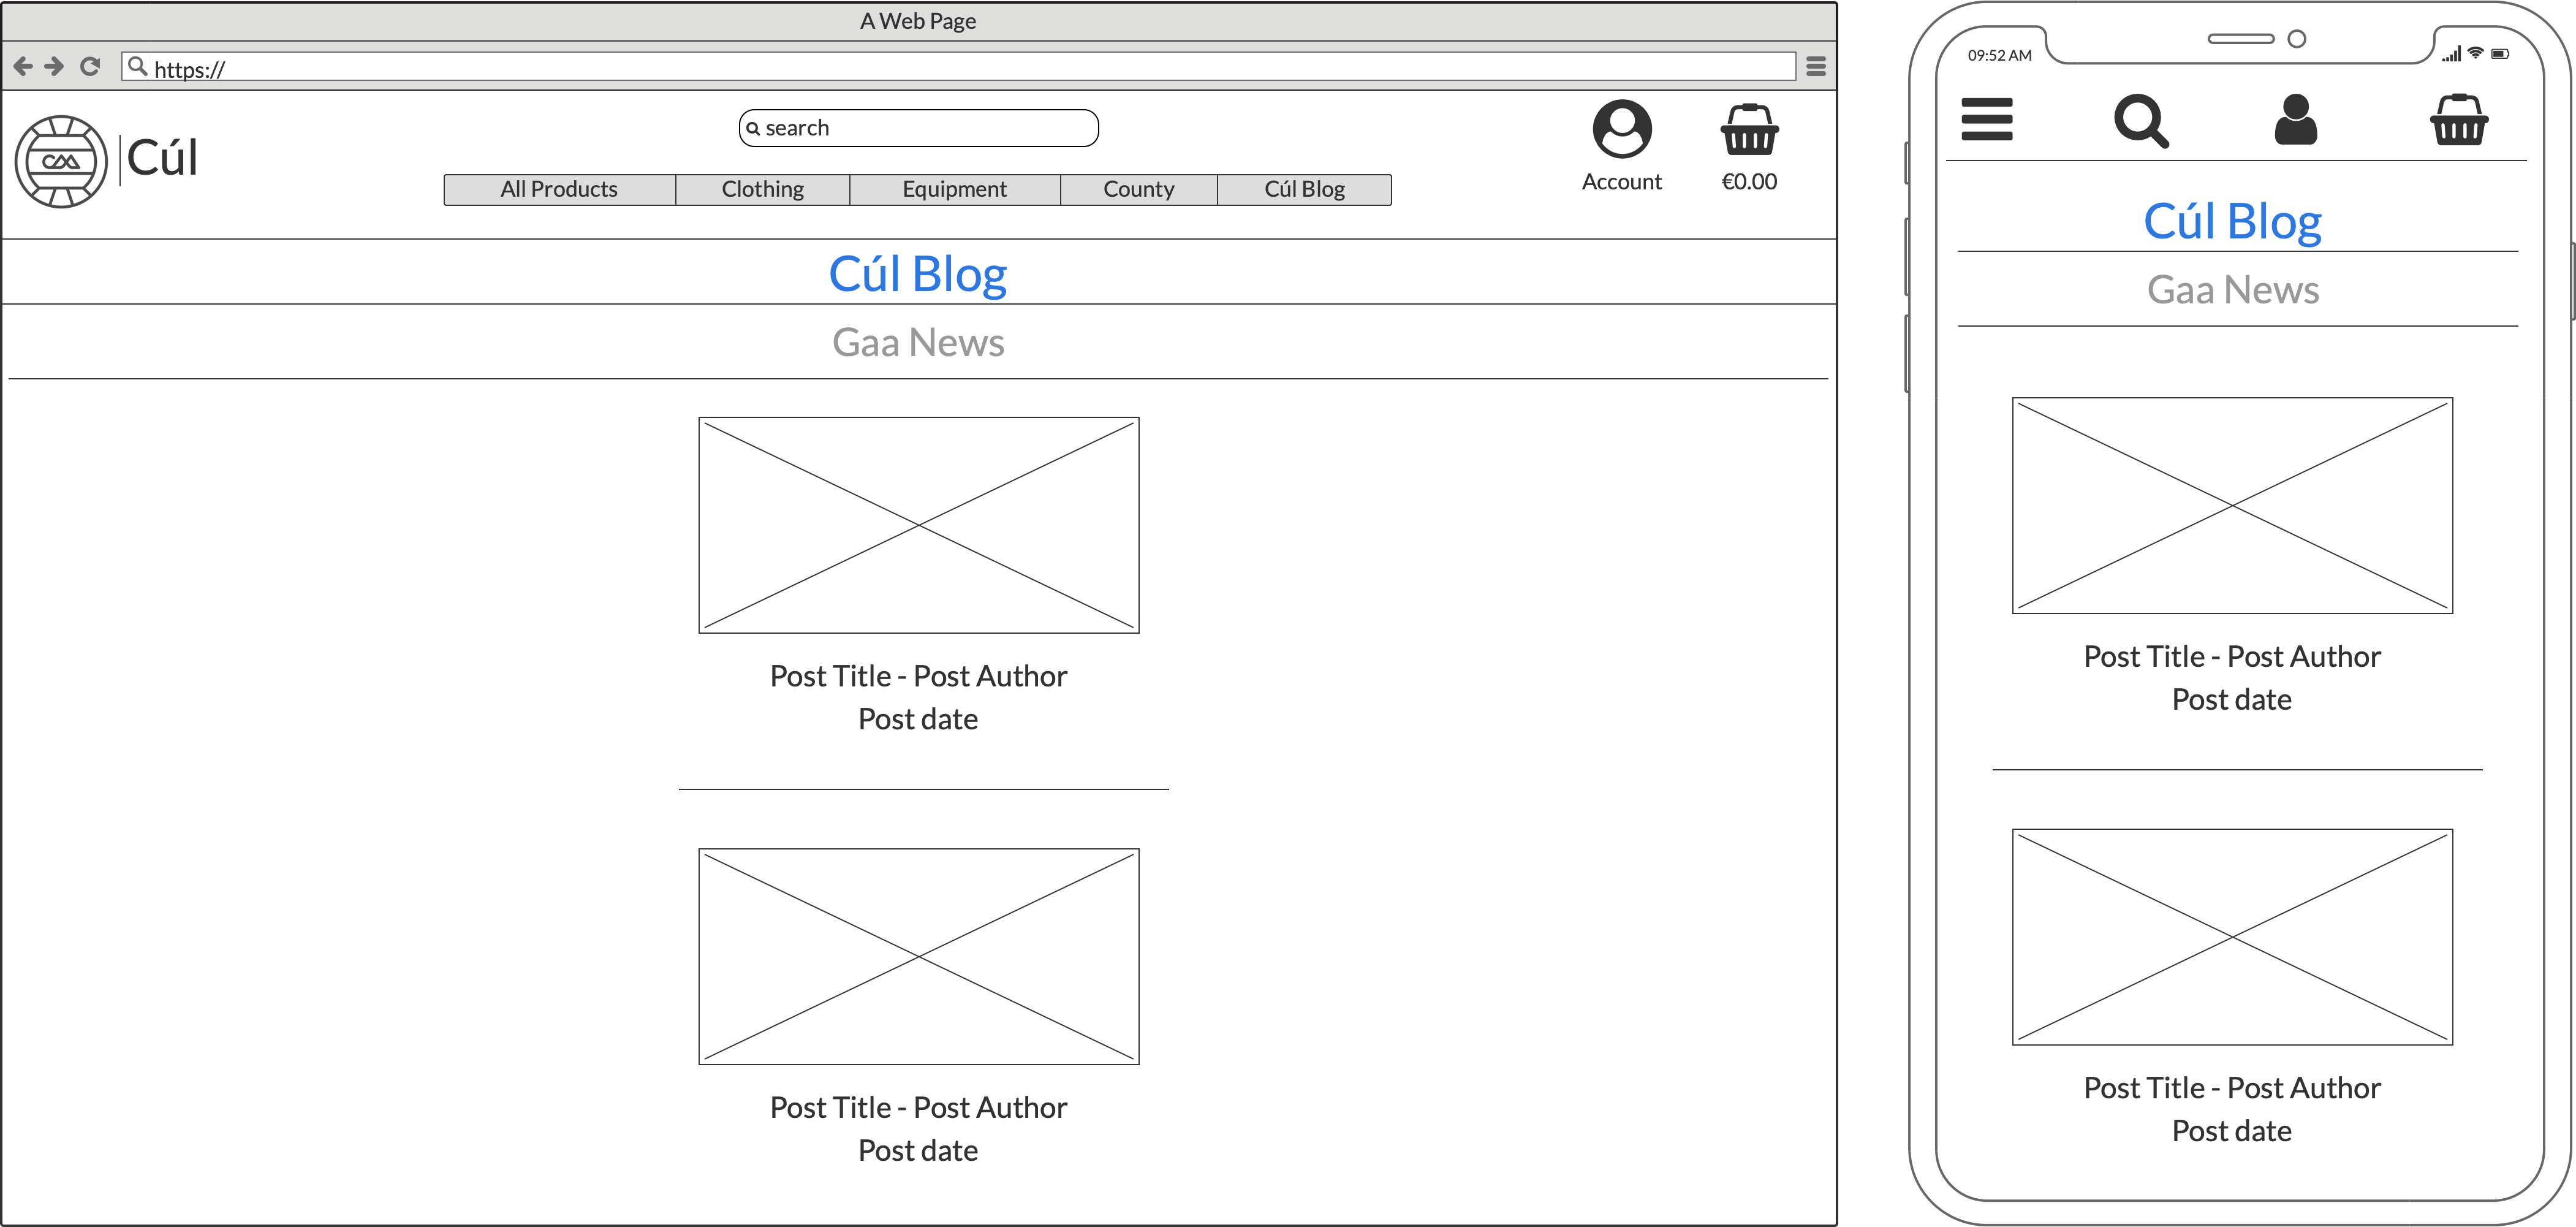 A Web Page
https://
Cúl
search
All Products Clothing Equipment County Cúl Blog
Account
€0.00
Cúl Blog
Gaa News
Post Title - Post Author
Post date
Post Title - Post Author
Post date
09:52 AM
Cúl Blog
Gaa News
Post Title - Post Author
Post date
Post Title - Post Author
Post date